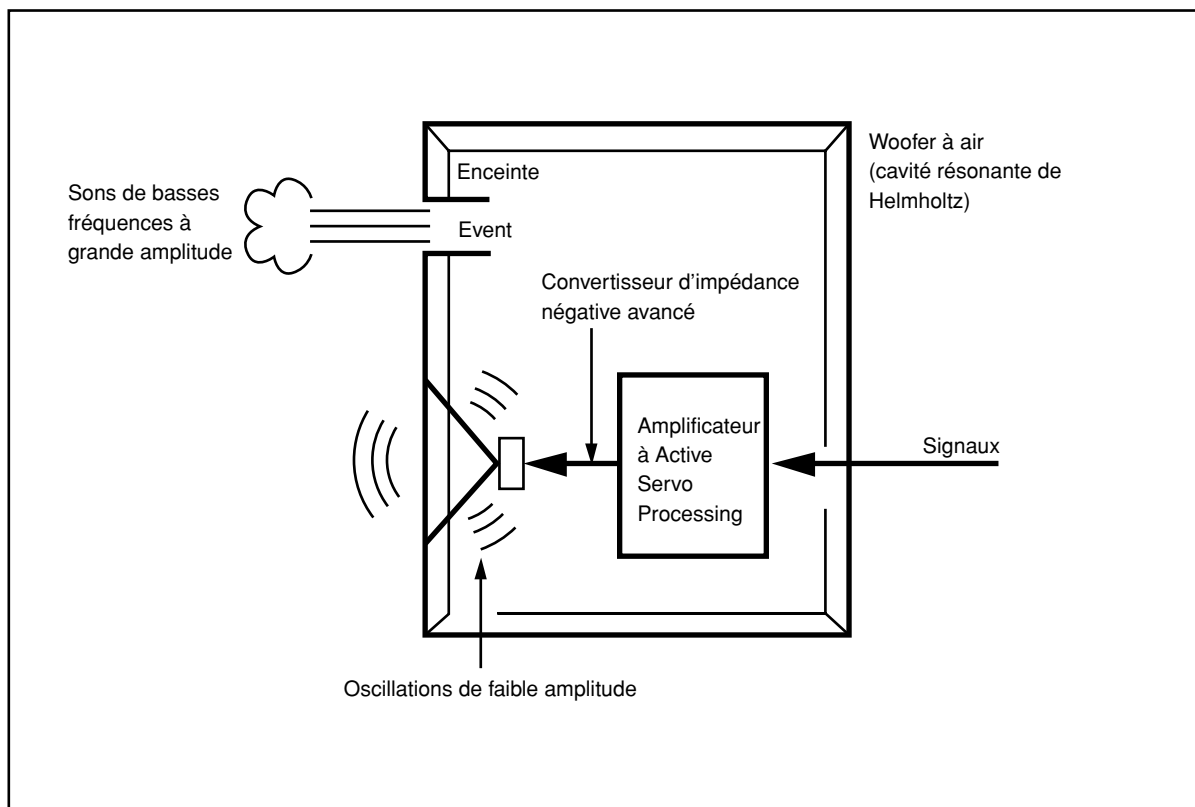 Enceinte
Event
Sons de basses
fréquences à
grande amplitude
Woofer à air
(cavité résonante de
Helmholtz)
Convertisseur d'impédance
négative avancé
Amplificateur
à Active
Servo
Processing
Signaux
Oscillations de faible amplitude